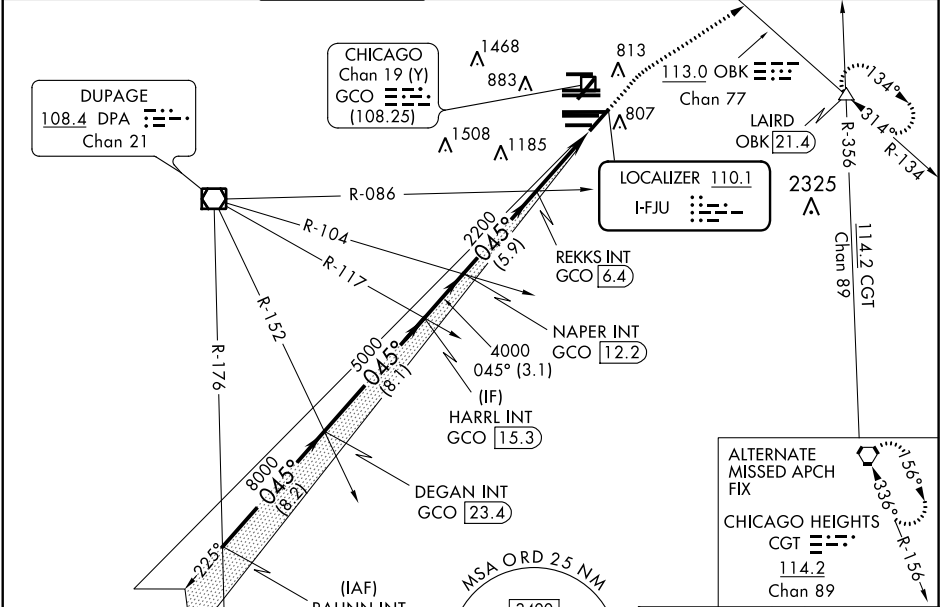 CHICAGO
Chan 19 (Y)
GCO
(108.25)
1468
883
813
113.0 OBK
Chan 77
134°
314°
R-134
LAIRD
OBK 21.4
DUPAGE
108.4 DPA
Chan 21
1508
1185
807
R-356
R-086
LOCALIZER 110.1
I-FJU
2325
R-104
2200
045°
(5.9)
REKKS INT
GCO 6.4
114.2 CGT
Chan 89
R-117
R-152
NAPER INT
GCO 12.2
R-176
5000
045°
(8.1)
4000
045° (3.1)
(IF)
HARRL INT
GCO 15.3
8000
045°
(8.2)
DEGAN INT
GCO 23.4
ALTERNATE
MISSED APCH
FIX
156°
336°
R-156
CHICAGO HEIGHTS
CGT
114.2
Chan 89
225°
(IAF)
MSA ORD 25 NM